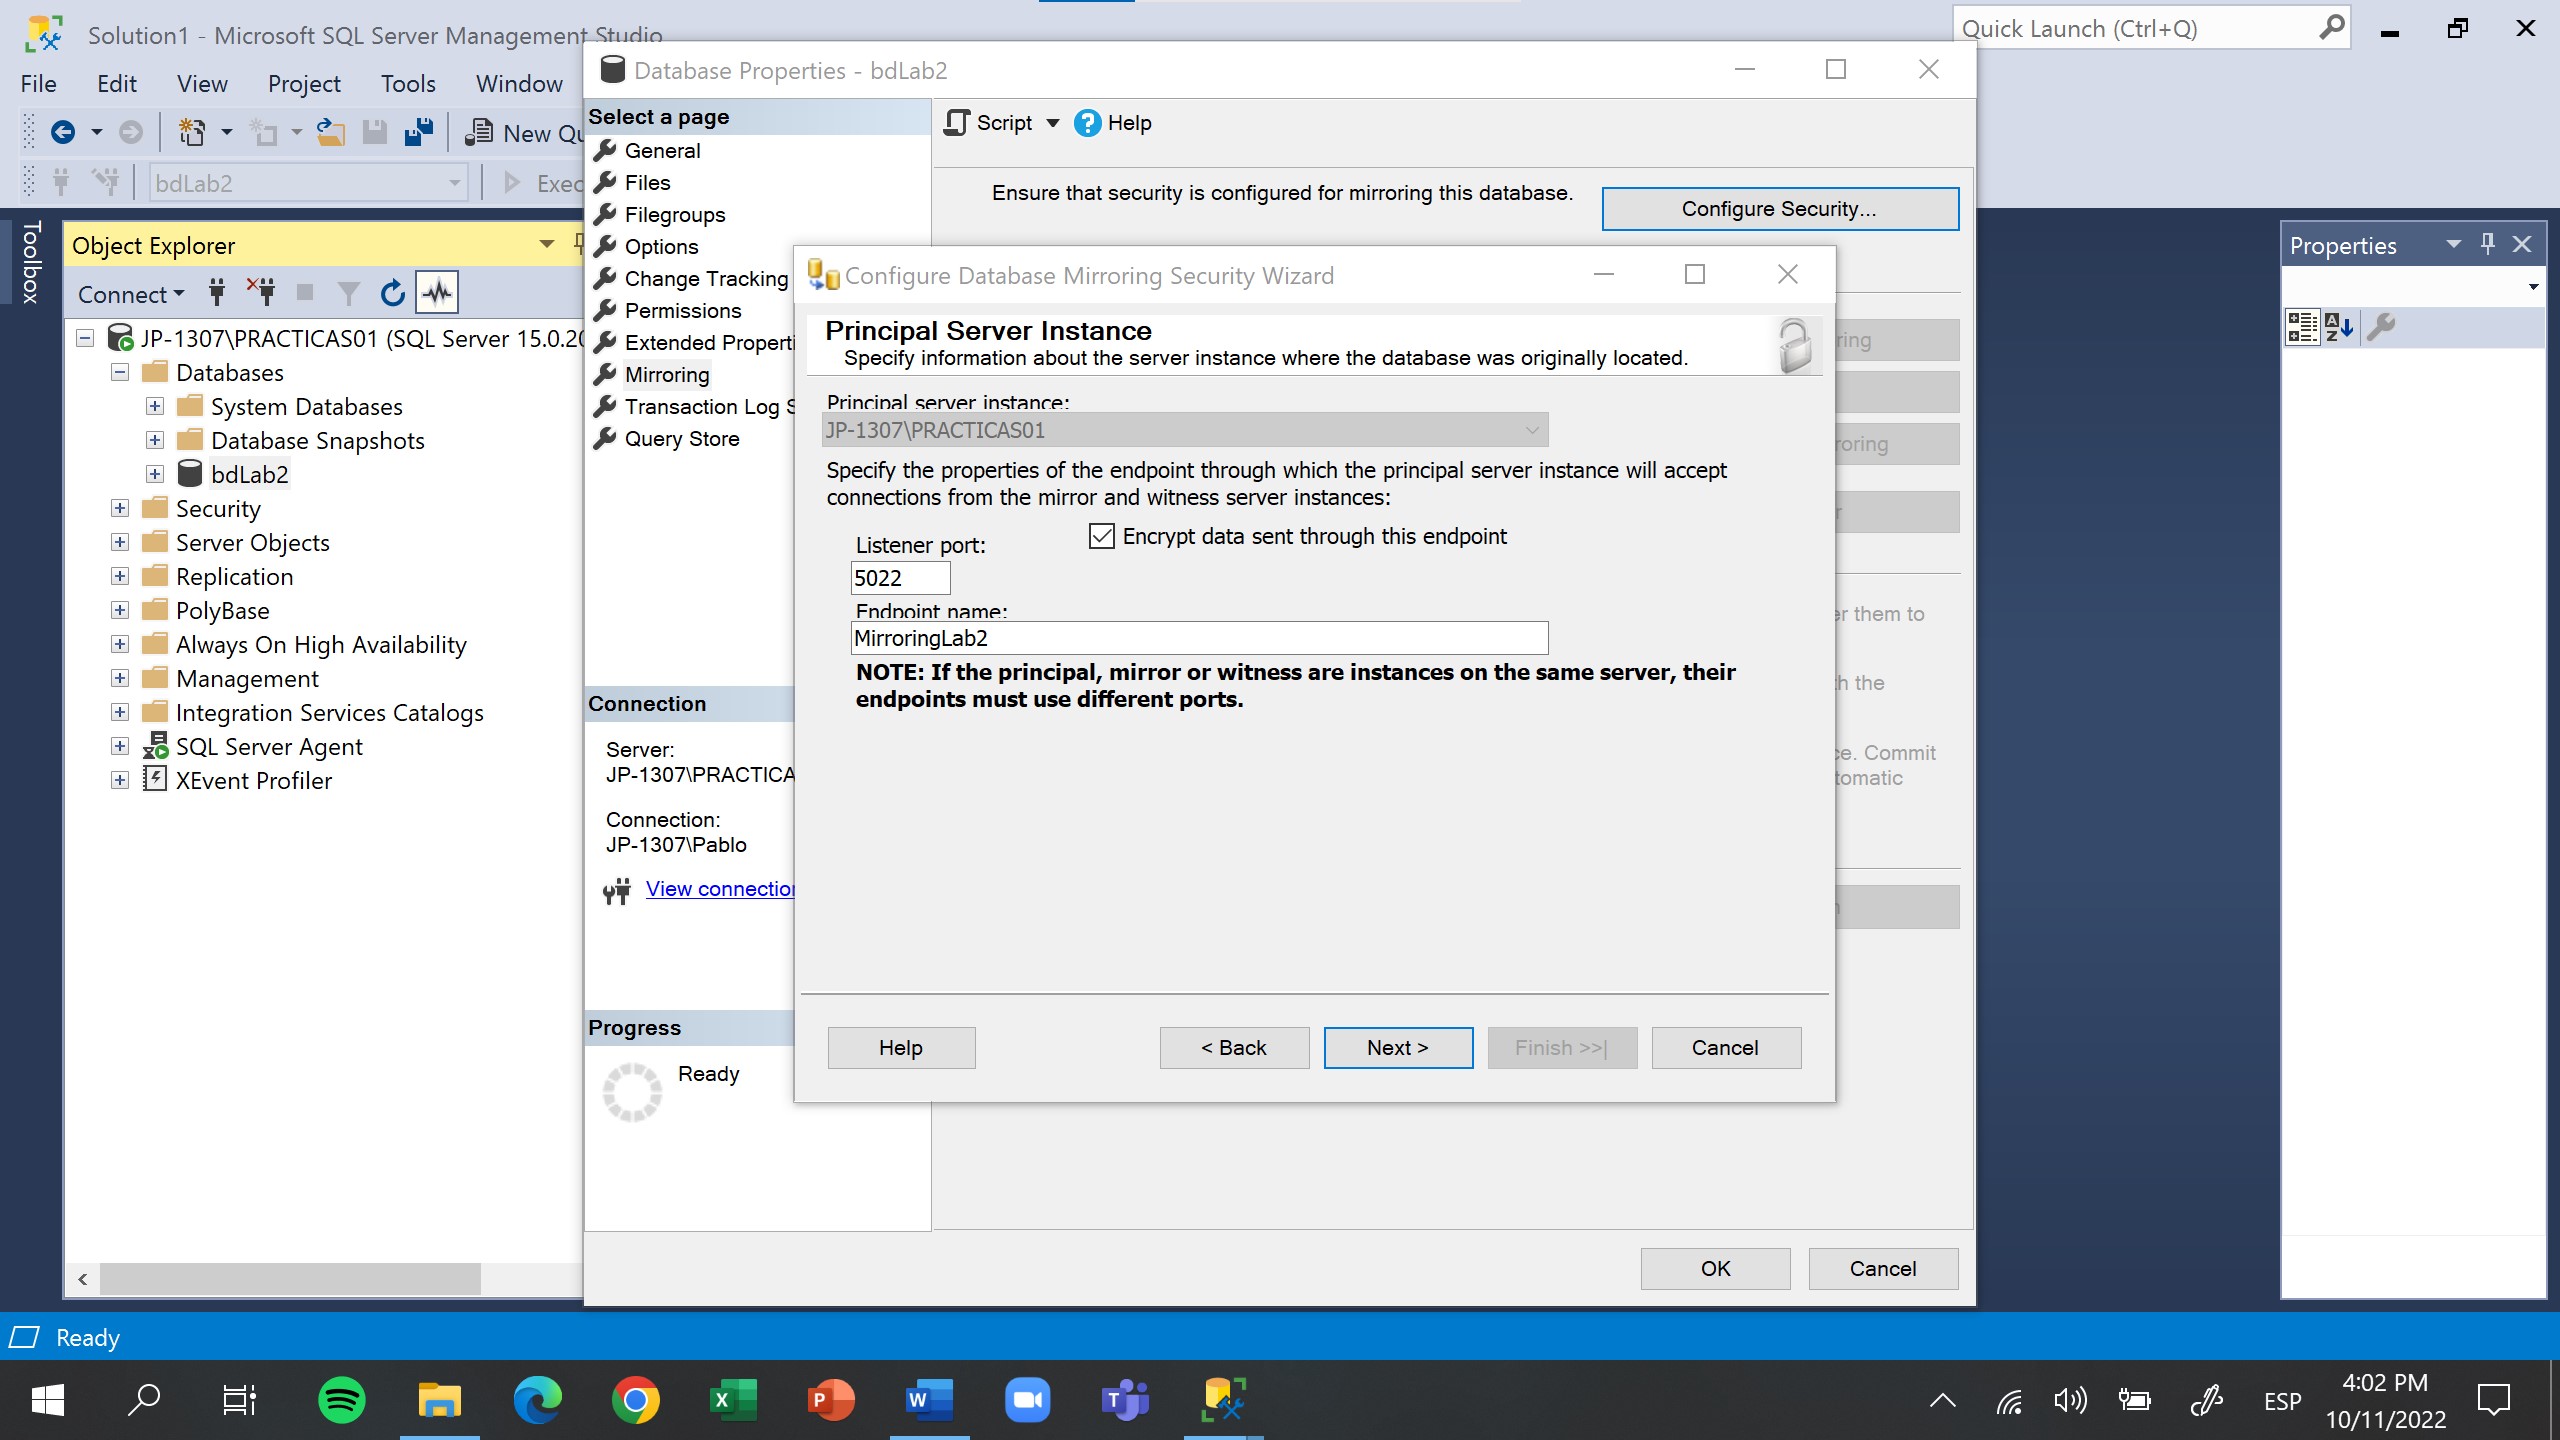 Solution1 - Microsoft SQL Server Management Studio
Quick Launch (Ctrl+Q)
File Edit View Project Tools Window
New Qu
bdLab2
Exec
Toolbox
Object Explorer
Connect
JP-1307\PRACTICAS01 (SQL Server 15.0.20
Databases
System Databases
Database Snapshots
bdLab2
Security
Server Objects
Replication
PolyBase
Always On High Availability
Management
Integration Services Catalogs
SQL Server Agent
XEvent Profiler
Database Properties - bdLab2
Select a page
General
Files
Filegroups
Options
Change Tracking
Permissions
Extended Properti
Mirroring
Transaction Log S
Query Store
Connection
Server:
JP-1307\PRACTICA
Connection:
JP-1307\Pablo
View connection
Progress
Ready
Script
Help
Ensure that security is configured for mirroring this database.
Configure Security...
ring
roring
r
er them to
th the
ce. Commit
tomatic
n
OK
Cancel
Configure Database Mirroring Security Wizard
Principal Server Instance
Specify information about the server instance where the database was originally located.
Principal server instance:
JP-1307\PRACTICAS01
Specify the properties of the endpoint through which the principal server instance will accept
connections from the mirror and witness server instances:
Encrypt data sent through this endpoint
Listener port:
5022
Endpoint name:
MirroringLab2
NOTE: If the principal, mirror or witness are instances on the same server, their
endpoints must use different ports.
Help
< Back
Next >
Finish >>|
Cancel
Properties
Ready
ESP
4:02 PM
10/11/2022